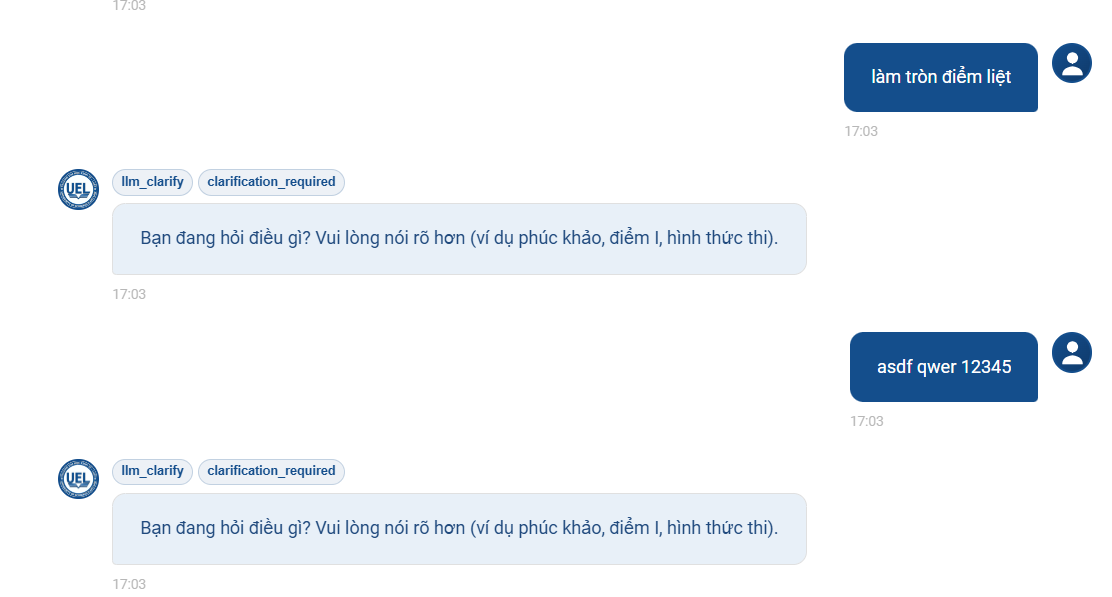 17:03
làm tròn điểm liệt
17:03
UEL
llm_clarify clarification_required
Bạn đang hỏi điều gì? Vui lòng nói rõ hơn (ví dụ phúc khảo, điểm I, hình thức thi).
17:03
asdf qwer 12345
17:03
UEL
llm_clarify clarification_required
Bạn đang hỏi điều gì? Vui lòng nói rõ hơn (ví dụ phúc khảo, điểm I, hình thức thi).
17:03